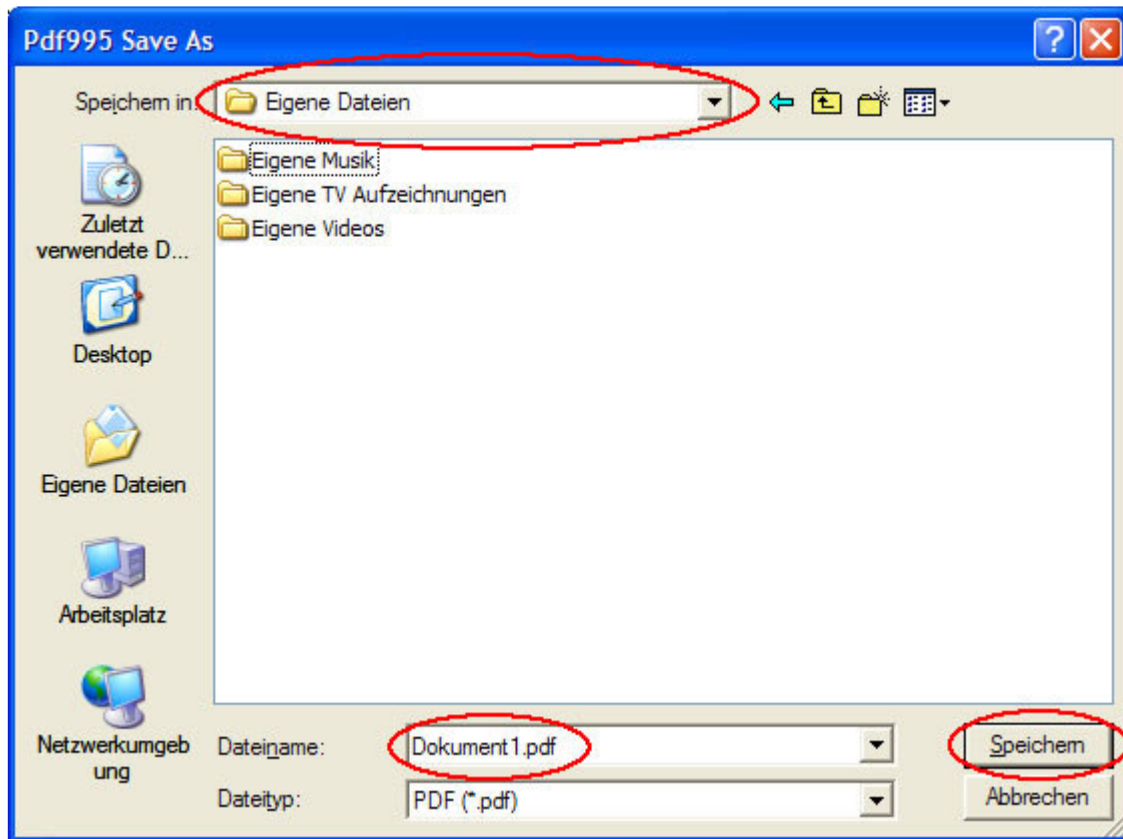 Pdf995 Save As
Speichern in:
Eigene Dateien
Eigene Musik
Eigene TV Aufzeichnungen
Eigene Videos
Zuletzt
verwendete D...
Desktop
Eigene Dateien
Arbeitsplatz
Netzwerkumgeb
ung
Dateiname:
Dokument1.pdf
Speichern
Dateityp:
PDF (*.pdf)
Abbrechen